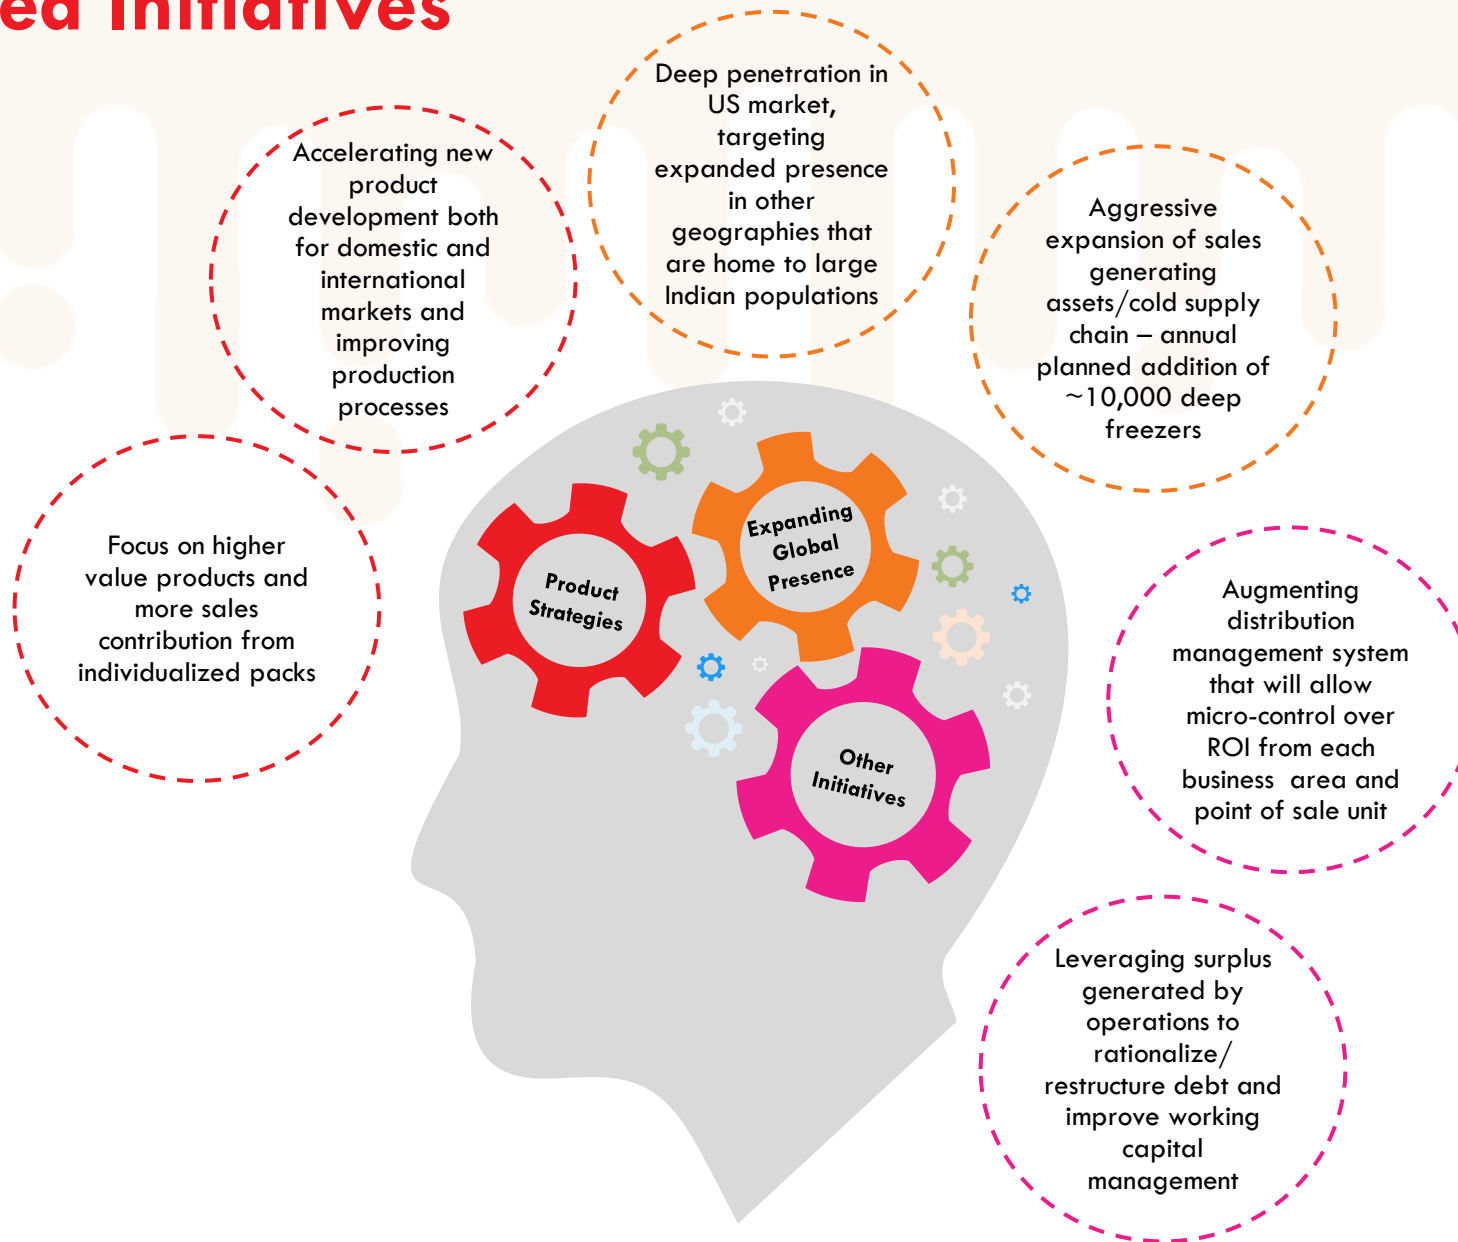 ed Initiatives
Deep penetration in
US market,
targeting
expanded presence
in other
geographies that
are home to large
Indian populations
Accelerating new
product
development both
for domestic and
international
markets and
improving
production
processes
Aggressive
expansion of sales
generating
assets/cold supply
chain – annual
planned addition of
~10,000 deep
freezers
Focus on higher
value products and
more sales
contribution from
individualized packs
Product
Strategies
Expanding
Global
Presence
Other
Initiatives
Augmenting
distribution
management system
that will allow
micro-control over
ROI from each
business  area and
point of sale unit
Leveraging surplus
generated by
operations to
rationalize/
restructure debt and
improve working
capital
management